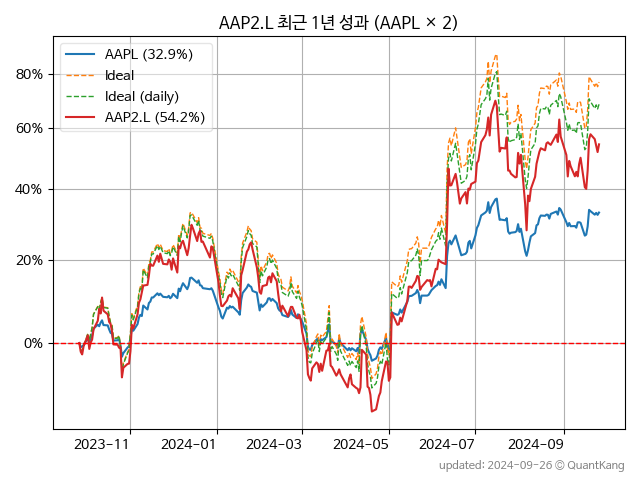 AAP2.L 최근 1년 성과 (AAPL × 2)
AAPL (32.9%)
Ideal
Ideal (daily)
AAP2.L (54.2%)
80%
60%
40%
20%
0%
2023-11 2024-01 2024-03 2024-05 2024-07 2024-09
updated: 2024-09-26 © QuantKang